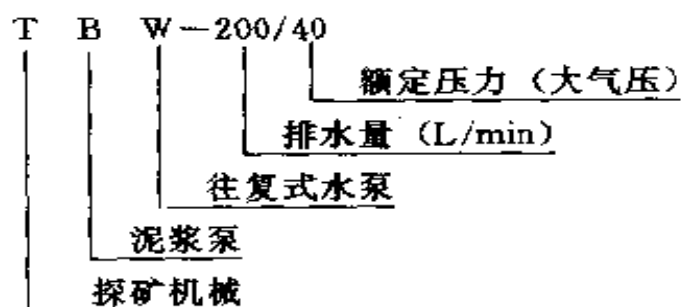 T B W-200/40
额定压力（大气压）
排水量（L/min）
往复式水泵
泥浆泵
探矿机械